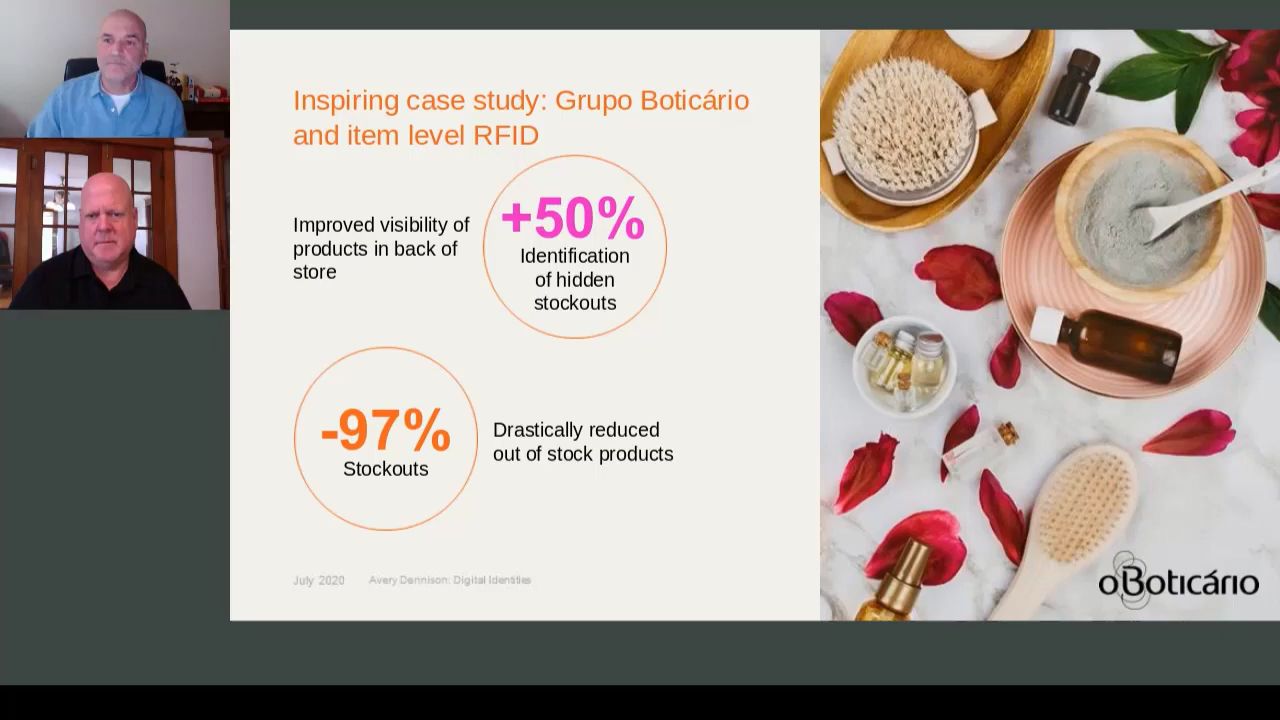 Inspiring case study: Grupo Boticário
and item level RFID
Improved visibility of
products in back of
store
+50%
Identification
of hidden
stockouts
-97%
Stockouts
Drastically reduced
out of stock products
July 2020 Avery Dennison: Digital Identities
oBoticário